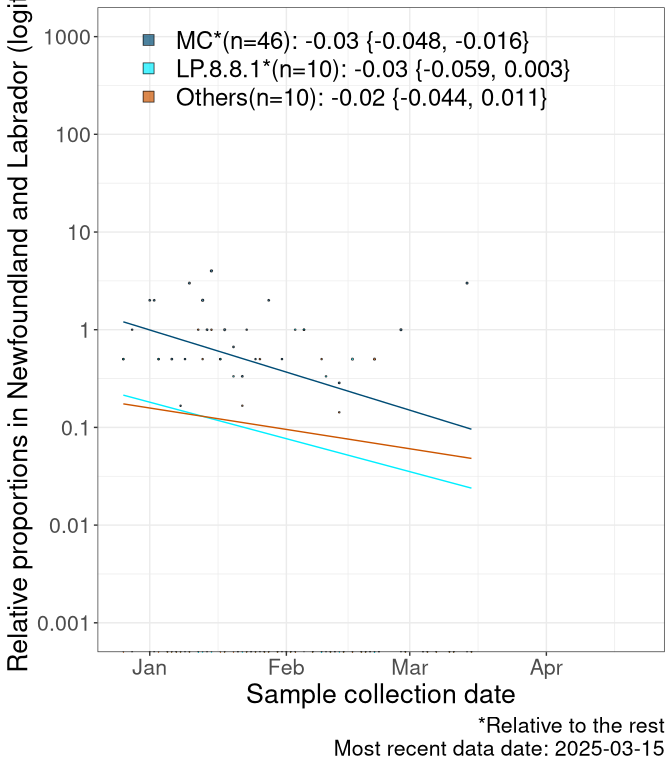 Relative proportions in Newfoundland and Labrador
1000
100
10
1
0.1
0.01
0.001
MC*(n=46): -0.03 {-0.048, -0.016}
LP.8.8.1*(n=10): -0.03 {-0.059, 0.003}
Others(n=10): -0.02 {-0.044, 0.011}
Jan Feb Mar Apr
Sample collection date
*Relative to the rest
Most recent data date: 2025-03-15